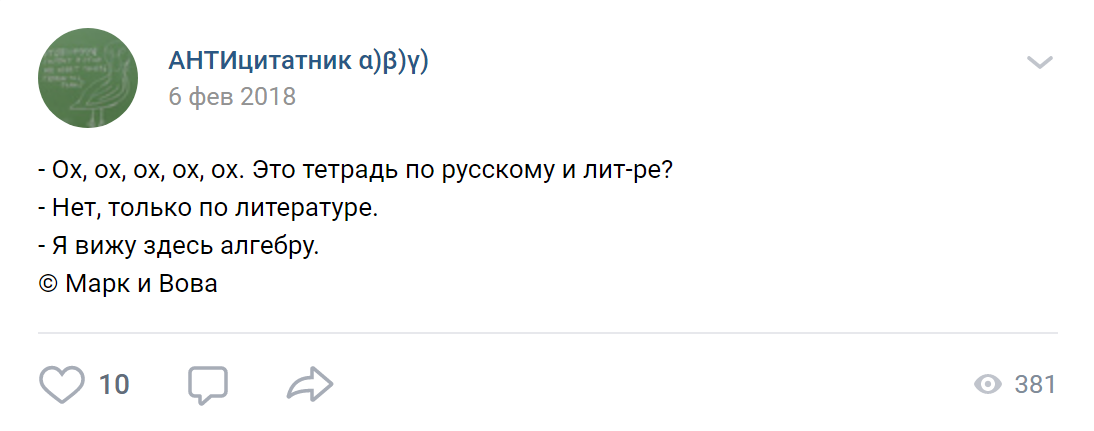 АНТИцитатник α)β)γ)
6 фев 2018
- Ох, ох, ох, ох, ох. Это тетрадь по русскому и лит-ре?
- Нет, только по литературе.
- Я вижу здесь алгебру.
© Марк и Вова
10
381